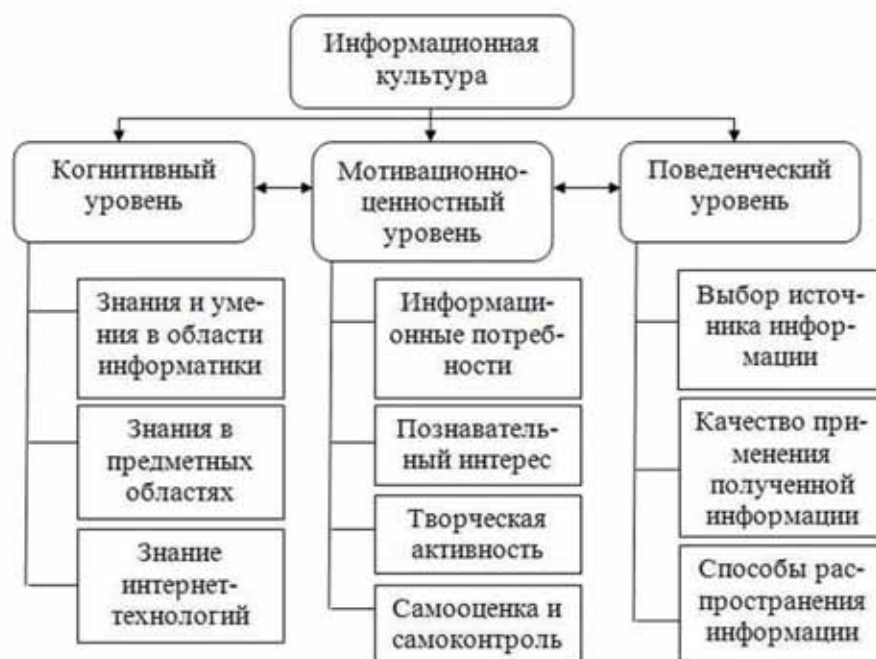 Информационная
культура
Когнитивный
уровень
Мотивационно-
ценностный
уровень
Поведенческий
уровень
Знания и уме-
ния в области
информатики
Знания в
предметных
областях
Знание
интернет-
технологий
Информаци-
онные потреб-
ности
Познаватель-
ный интерес
Творческая
активность
Самооценка и
самоконтроль
Выбор источ-
ника инфор-
мации
Качество при-
менения
полученной
информации
Способы рас-
пространения
информации